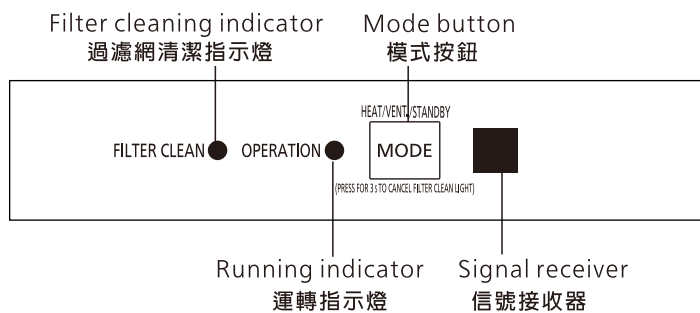 Filter cleaning indicator
過濾網清潔指示燈
Mode button
模式按鈕
HEAT/VENT./STANDBY
FILTER CLEAN
OPERATION
MODE
(PRESS FOR 3s TO CANCEL FILTER CLEAN LIGHT)
Running indicator
運轉指示燈
Signal receiver
信號接收器